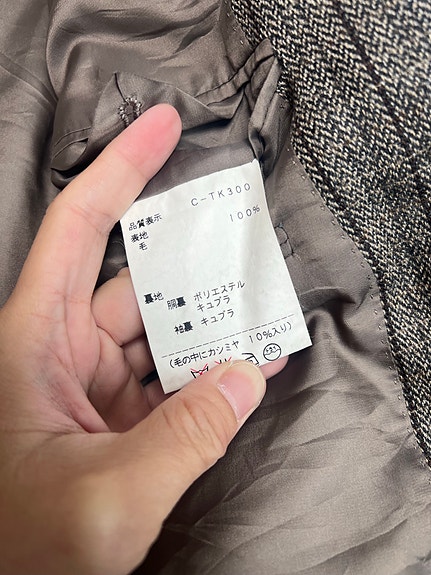 C-TK300
品質表示
表地
毛 100%
裏地 胴裏 ポリエステル
キュプラ
袖裏 キュプラ
(毛の中にカシミヤ 10%入り)